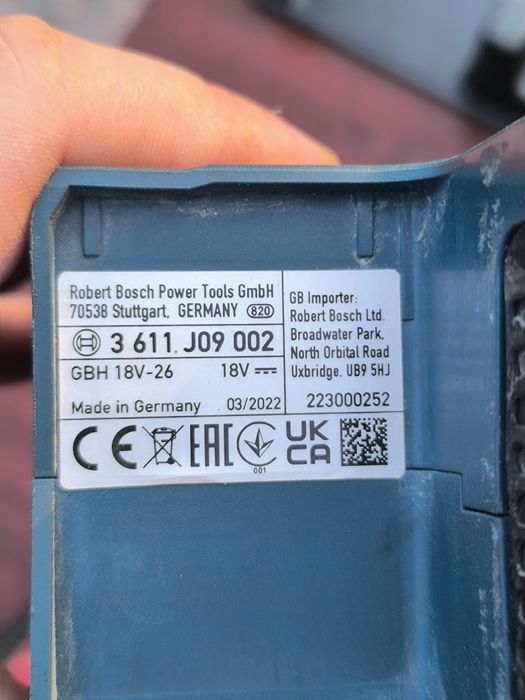 Robert Bosch Power Tools GmbH
70538 Stuttgart, GERMANY 820
3 611 J09 002
GBH 18V-26 18V
Made in Germany 03/2022
GB Importer:
Robert Bosch Ltd.
Broadwater Park,
North Orbital Road
Uxbridge, UB9 5HJ
223000252
CE EAC 001 UK
CA